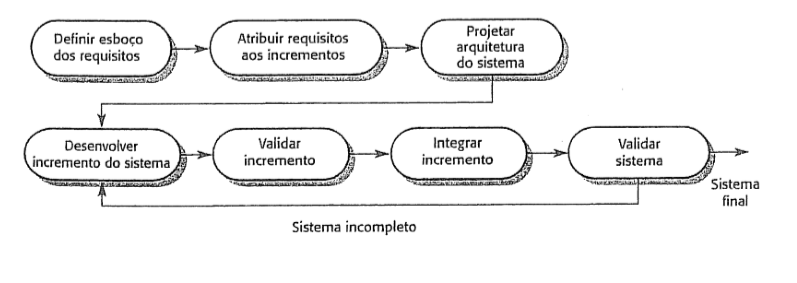 Definir esboço
dos requisitos
Atribuir requisitos
aos incrementos
Projetar
arquitetura
do sistema
Desenvolver
incremento do sistema
Validar
incremento
Integrar
incremento
Validar
sistema
Sistema
final
Sistema incompleto